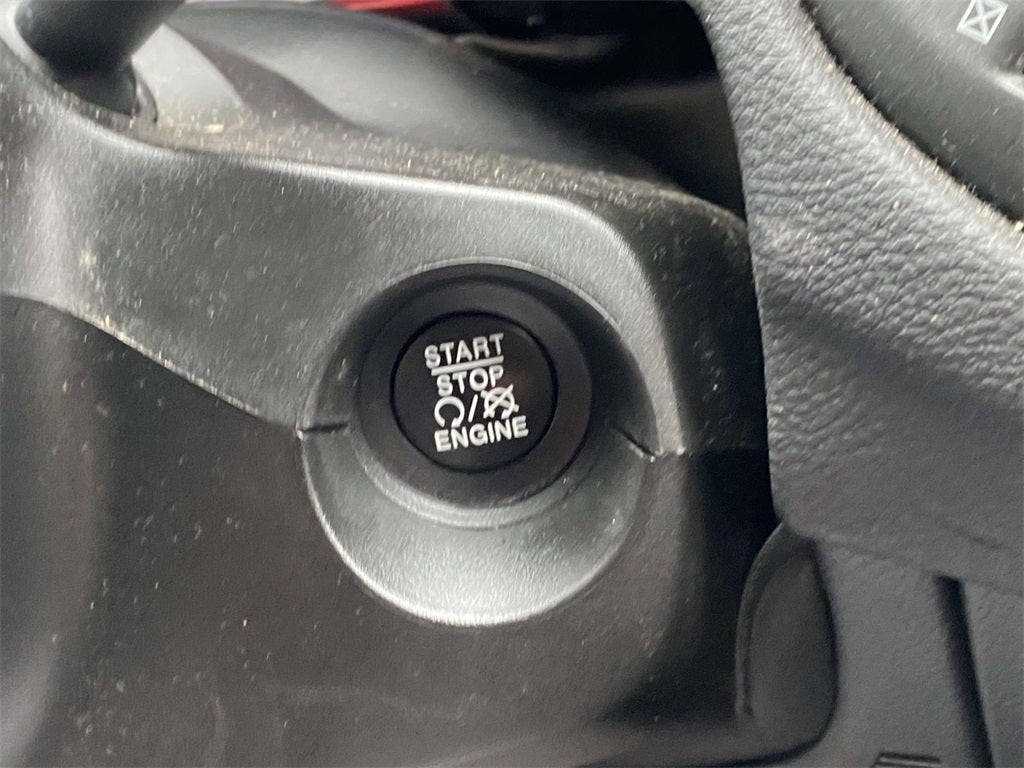 START
STOP
/
ENGINE